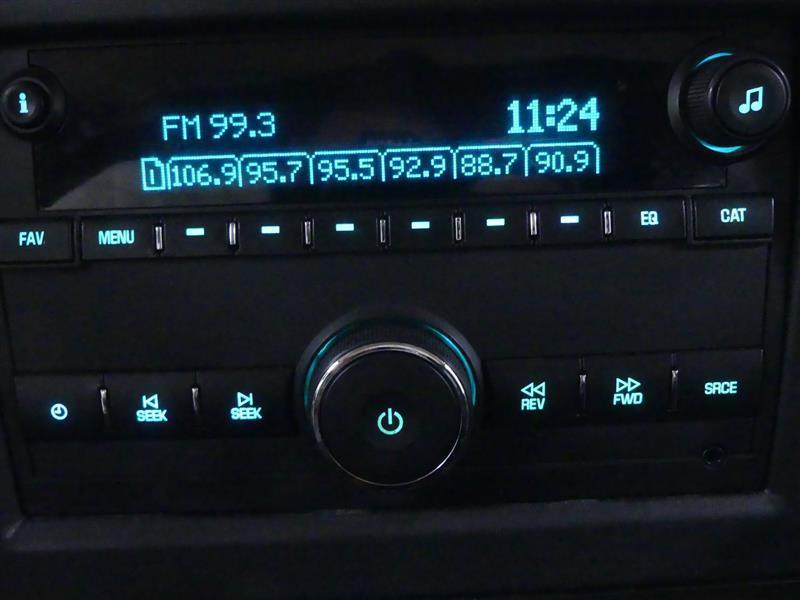 i
FM 99.3 11:24
1 106.9 95.7 95.5 92.9 88.7 90.9
FAV MENU EQ CAT
SEEK SEEK REV FWD SRCE